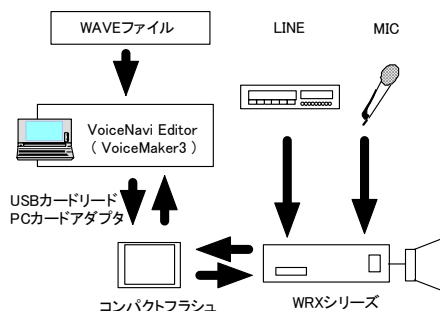 WAVEファイル
LINE
MIC
VoiceNavi Editor
( VoiceMaker3 )
USBカードリード
PCカードアダプタ
コンパクトフラシュ
WRXシリーズ